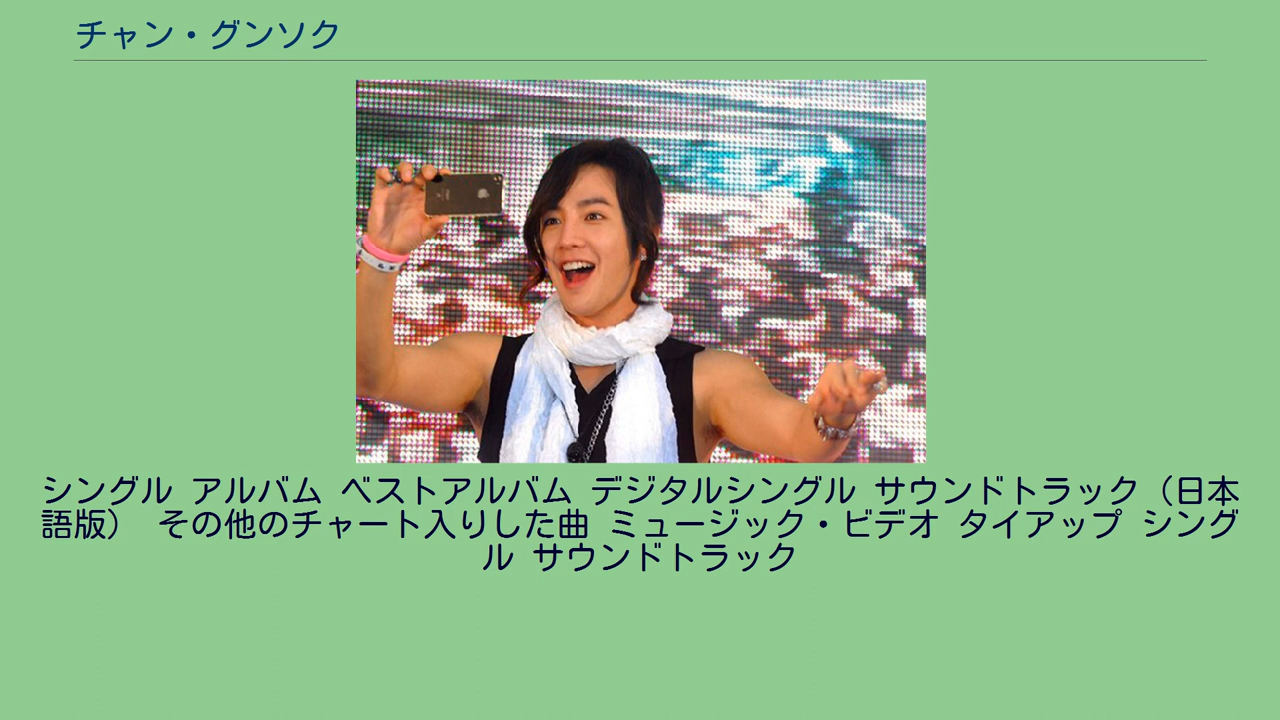 チャン・グンソク
シングル アルバム ベストアルバム デジタルシングル サウンドトラック（日本
語版） その他のチャート入りした曲 ミュージック・ビデオ タイアップ シング
ル サウンドトラック